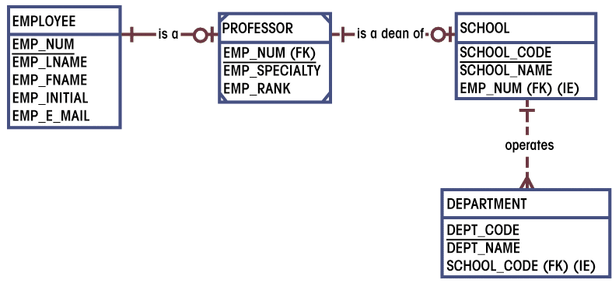 EMPLOYEE
EMP_NUM
EMP_LNAME
EMP_FNAME
EMP_INITIAL
EMP_E_MAIL
is a
PROFESSOR
EMP_NUM (FK)
EMP_SPECIALTY
EMP_RANK
is a dean of
SCHOOL
SCHOOL_CODE
SCHOOL_NAME
EMP_NUM (FK) (IE)
operates
DEPARTMENT
DEPT_CODE
DEPT_NAME
SCHOOL_CODE (FK) (IE)